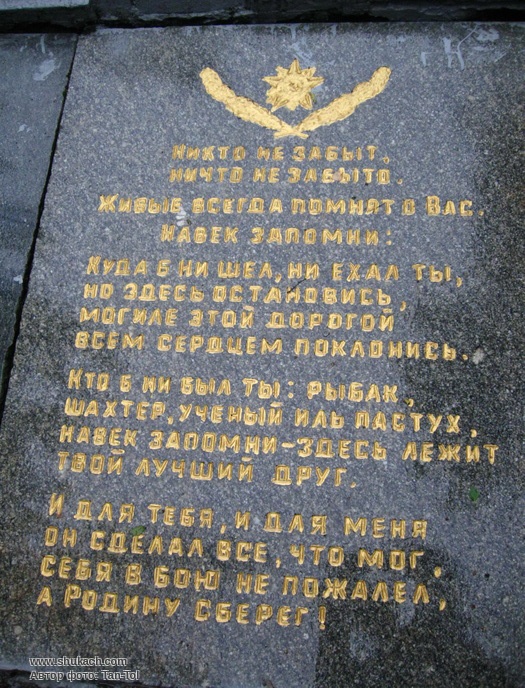 Никто не забыт,
ничто не забыто.
Живые всегда помнят о Вас.
Навек запомни:
Куда б ни шел, ни ехал ты,
но здесь остановись,
могиле этой дорогой
всем сердцем поклонись.
Кто б ни был ты: рыбак,
шахтер, ученый иль пастух,
навек запомни-здесь лежит
твой лучший друг.
И для тебя, и для меня
он сделал все, что мог,
себя в бою не пожалел,
а Родину сберег!
www.shukach.com
Автор фото: Tan-Tol